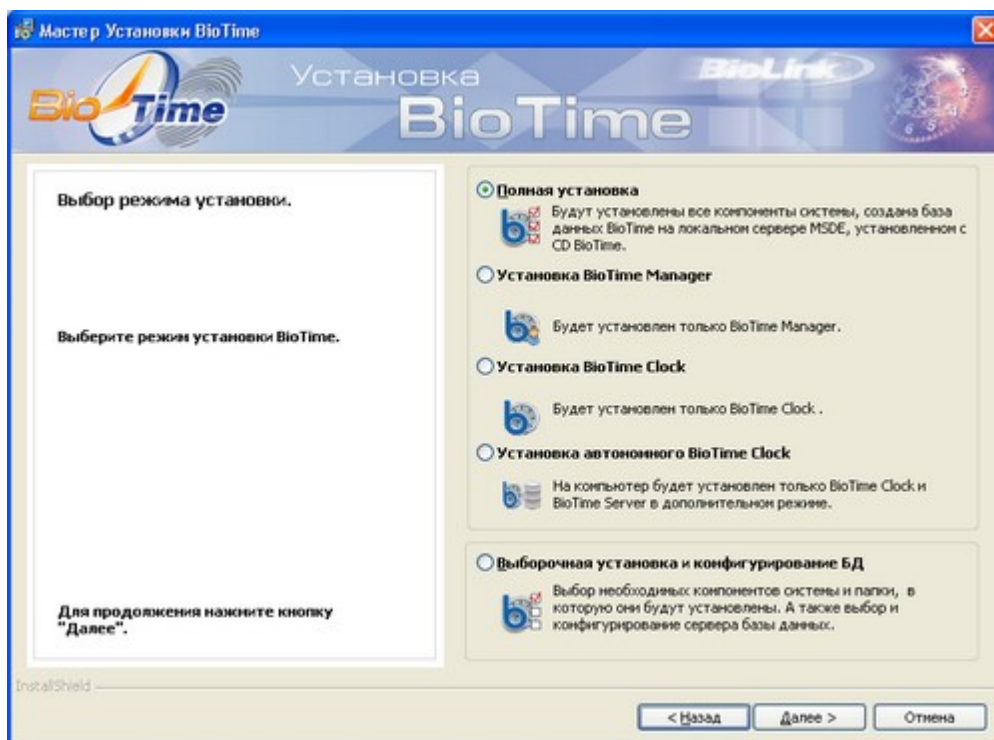 Мастер Установки BioTime
BioTime
Установка
BioTime
BioLink
Выбор режима установки.
Выберите режим установки BioTime.
Для продолжения нажмите кнопку
"Далее".
Полная установка
Будут установлены все компоненты системы, создана база
данных BioTime на локальном сервере MSDE, установленном с
CD BioTime.
Установка BioTime Manager
Будет установлен только BioTime Manager.
Установка BioTime Clock
Будет установлен только BioTime Clock .
Установка автономного BioTime Clock
На компьютер будет установлен только BioTime Clock и
BioTime Server в дополнительном режиме.
Выборочная установка и конфигурирование БД
Выбор необходимых компонентов системы и папки, в
которую они будут установлены. А также выбор и
конфигурирование сервера базы данных.
InstallShield
< Назад
Далее >
Отмена